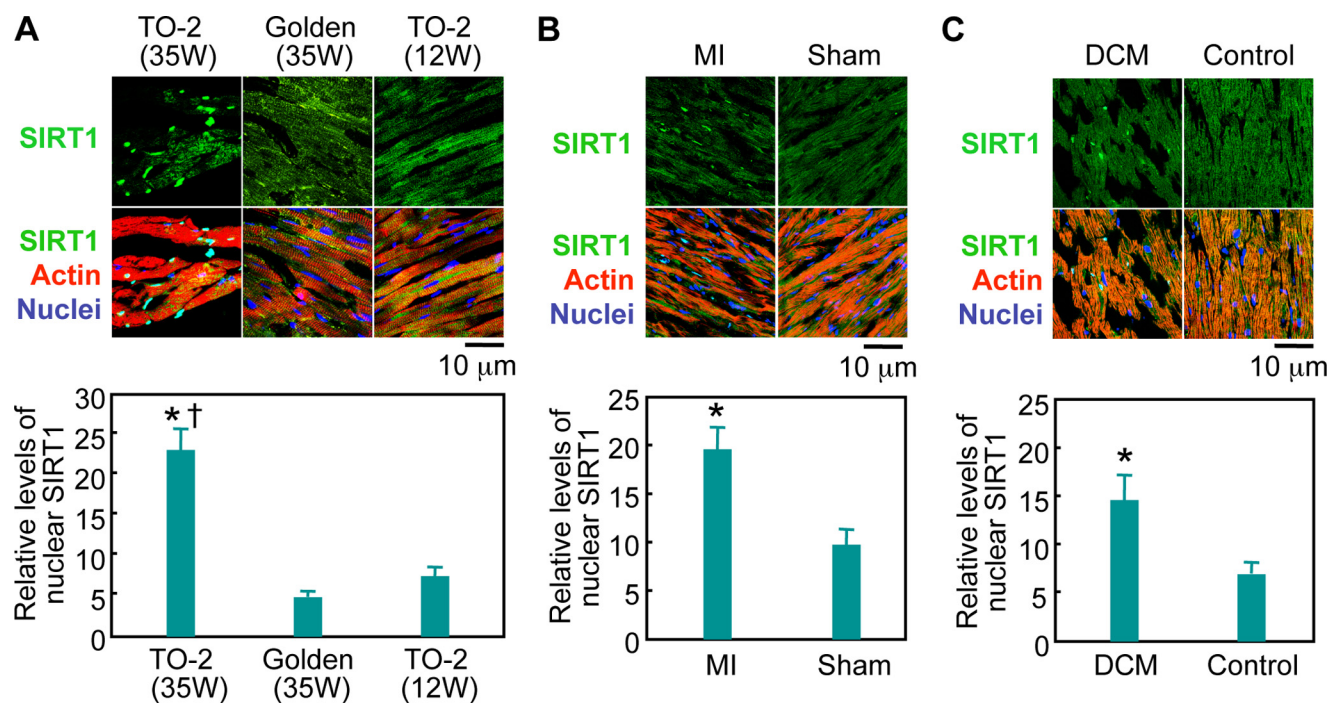 A
TO-2
(35W)
Golden
(35W)
TO-2
(12W)
SIRT1
SIRT1
Actin
Nuclei
10 μm
Relative levels of
nuclear SIRT1
30
25
20
15
10
5
0
*†
TO-2
(35W)
Golden
(35W)
TO-2
(12W)
B
MI
Sham
SIRT1
SIRT1
Actin
Nuclei
10 μm
Relative levels of
nuclear SIRT1
25
20
15
10
5
0
*
MI
Sham
C
DCM
Control
SIRT1
SIRT1
Actin
Nuclei
10 μm
Relative levels of
nuclear SIRT1
25
20
15
10
5
0
*
DCM
Control